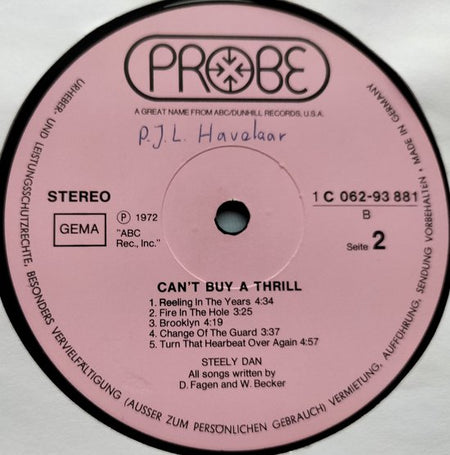 PROBE
A GREAT NAME FROM ABC/DUNHILL RECORDS, U.S.A.
P.J.L. Havelaar
STEREO
1 C 062-93 881
B
GEMA
Ⓟ 1972
"ABC
Rec., Inc."
Seite 2
CAN'T BUY A THRILL
1. Reeling In The Years 4:34
2. Fire In The Hole 3:25
3. Brooklyn 4:19
4. Change Of The Guard 3:37
5. Turn That Hearbeat Over Again 4:57
STEELY DAN
All songs written by
D. Fagen and W. Becker
URHEBER- UND LEISTUNGSSCHUTZRECHTE, BESONDERS VERVIELFÄLTIGUNG (AUSSER ZUM PERSÖNLICHEN GEBRAUCH) VERMIETUNG, AUFFÜHRUNG, SENDUNG VORBEHALTEN • MADE IN GERMANY